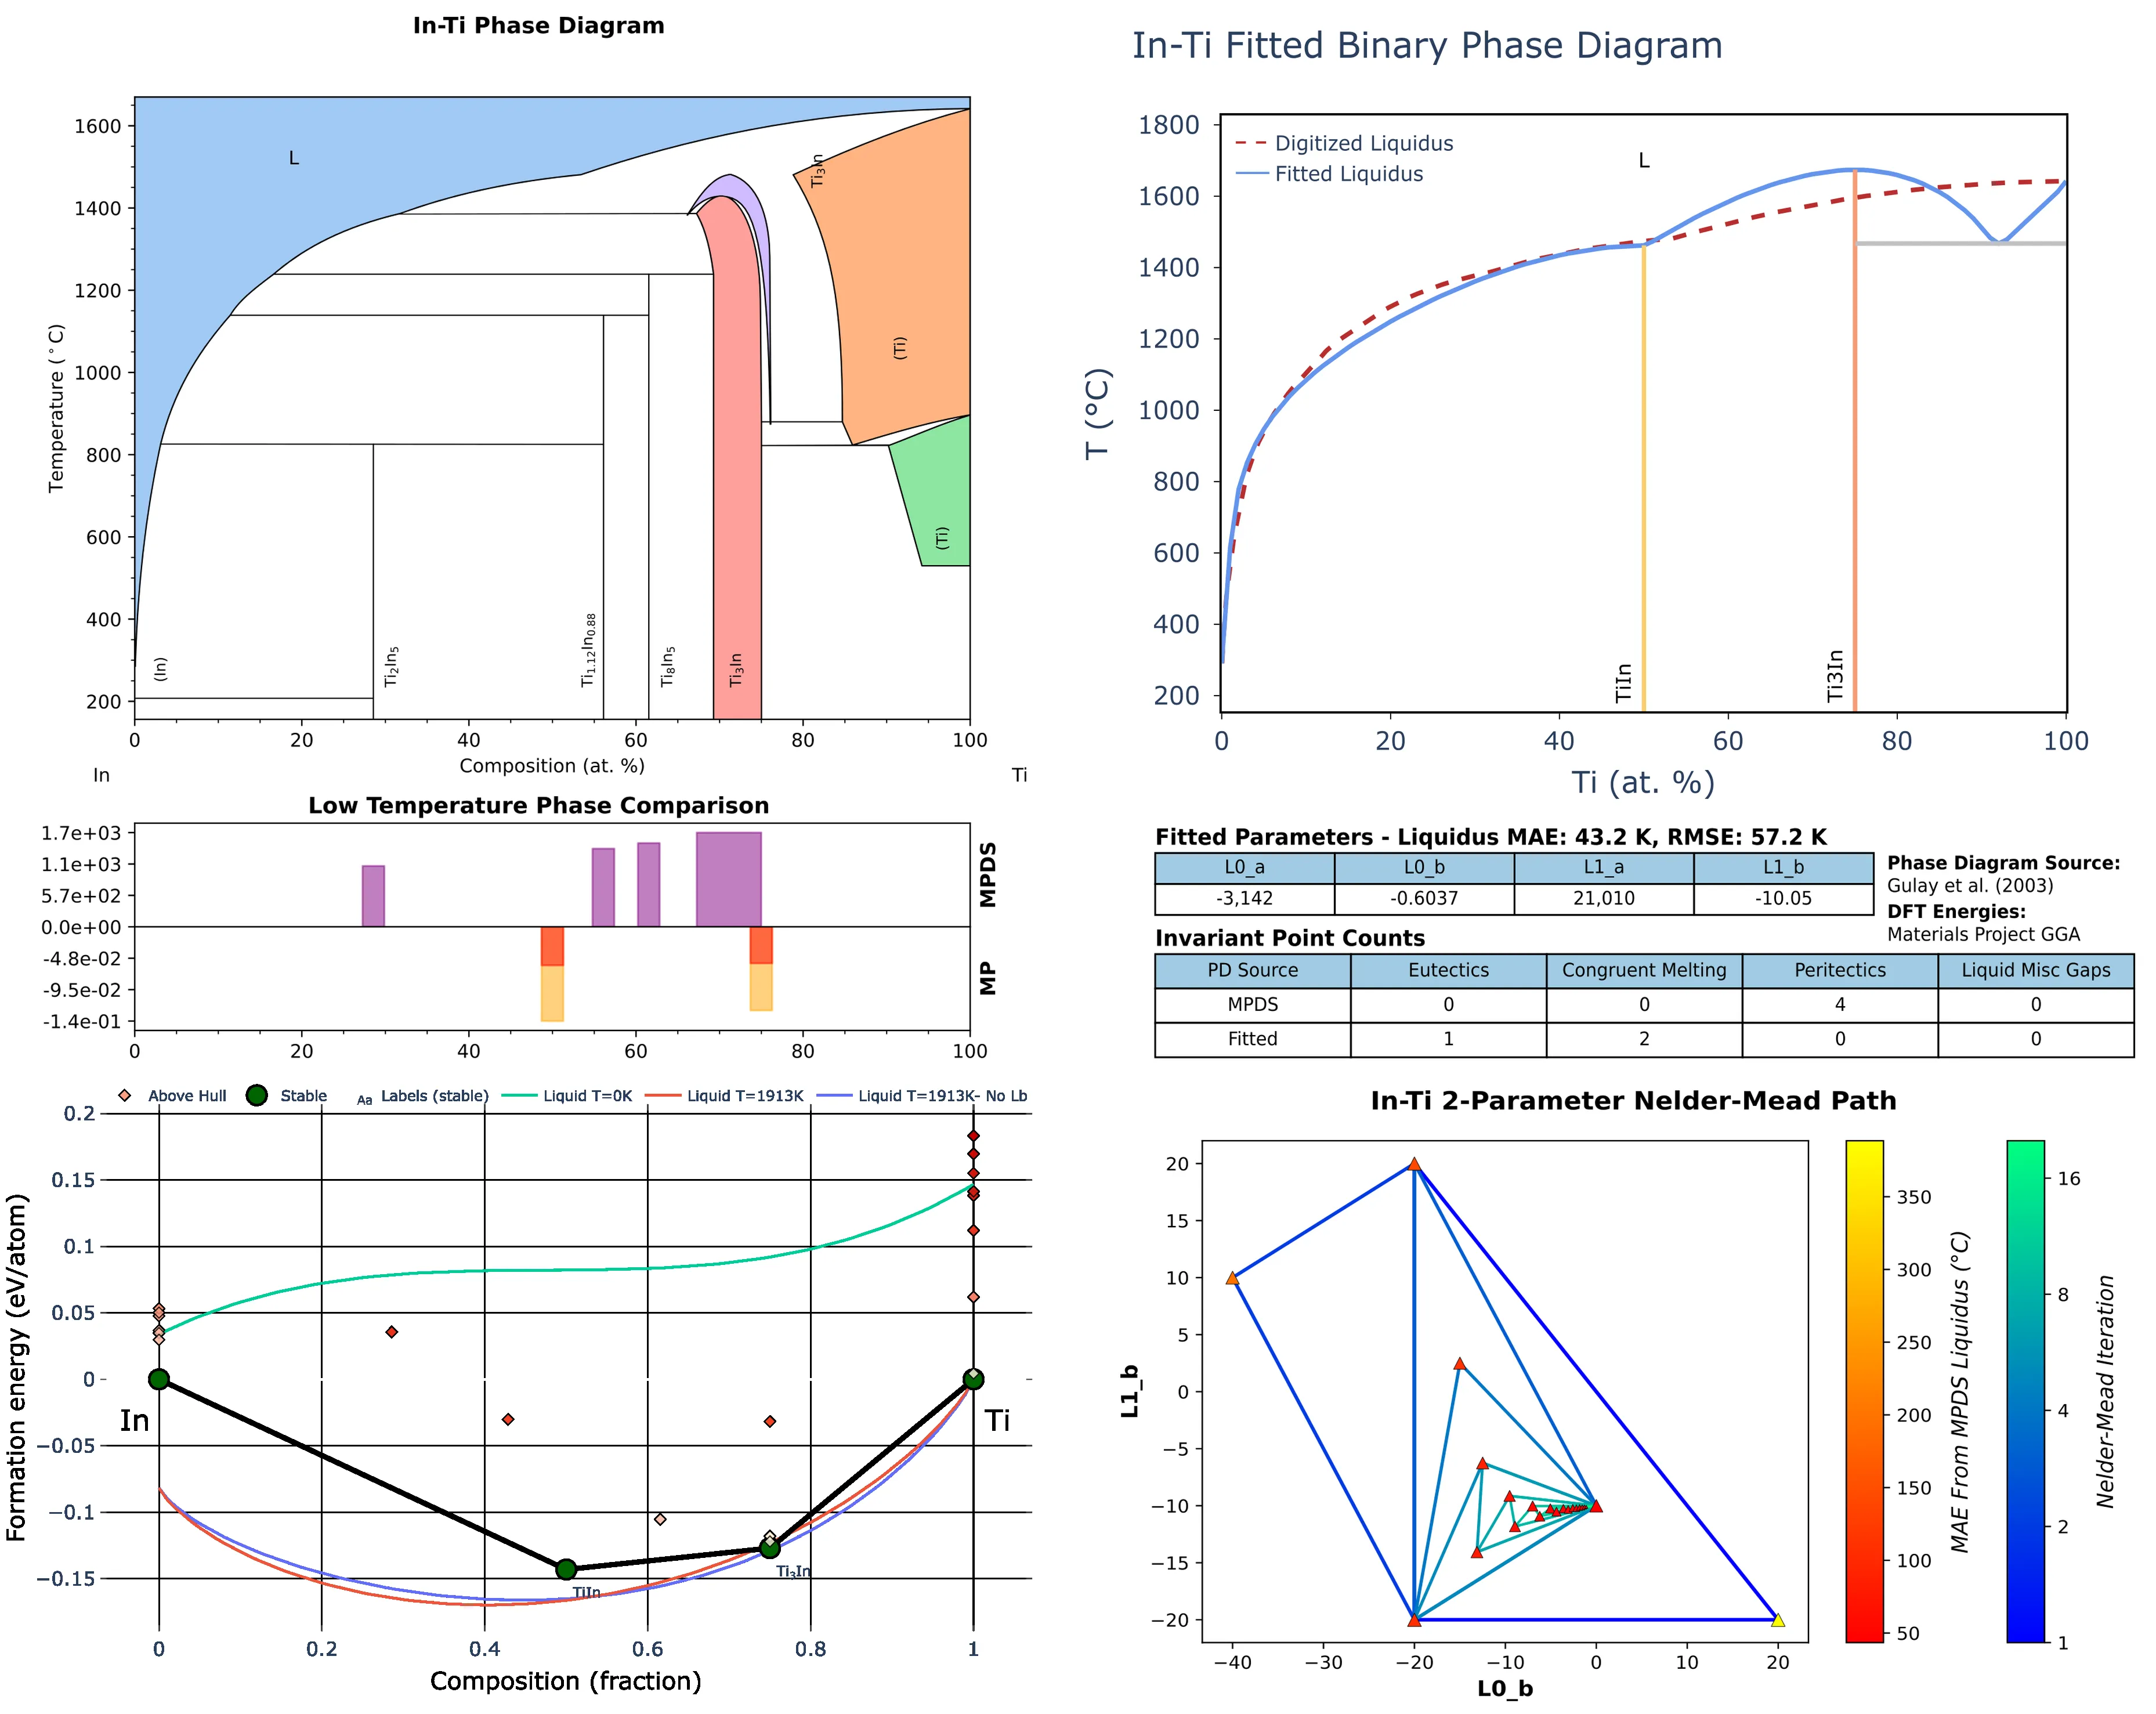 In-Ti Phase Diagram
Temperature (°C)
1600
1400
1200
1000
800
600
400
200
L
Ti3In
(Ti)
(Ti)
(In)
Ti2In5
Ti1.12In0.88
Ti8In5
Ti3In
0 20 40 60 80 100
Composition (at. %)
In Ti
In-Ti Fitted Binary Phase Diagram
Digitized Liquidus
Fitted Liquidus
L
T (°C)
1800
1600
1400
1200
1000
800
600
400
200
TiIn
Ti3In
0 20 40 60 80 100
Ti (at. %)
Low Temperature Phase Comparison
1.7e+03
1.1e+03
5.7e+02
0.0e+00
-4.8e-02
-9.5e-02
-1.4e-01
MPDS
MP
0 20 40 60 80 100
Fitted Parameters - Liquidus MAE: 43.2 K, RMSE: 57.2 K
L0_a L0_b L1_a L1_b
-3,142 -0.6037 21,010 -10.05
Phase Diagram Source:
Gulay et al. (2003)
DFT Energies:
Materials Project GGA
Invariant Point Counts
PD Source Eutectics Congruent Melting Peritectics Liquid Misc Gaps
MPDS 0 0 4 0
Fitted 1 2 0 0
Above Hull Stable Aa Labels (stable) Liquid T=0K Liquid T=1913K Liquid T=1913K- No Lb
Formation energy (eV/atom)
0.2
0.15
0.1
0.05
0
−0.05
−0.1
−0.15
In
Ti
TiIn
Ti3In
0 0.2 0.4 0.6 0.8 1
Composition (fraction)
In-Ti 2-Parameter Nelder-Mead Path
L1_b
20
15
10
5
0
−5
−10
−15
−20
−40 −30 −20 −10 0 10 20
L0_b
350
300
250
200
150
100
50
MAE From MPDS Liquidus (°C)
16
8
4
2
1
Nelder-Mead Iteration